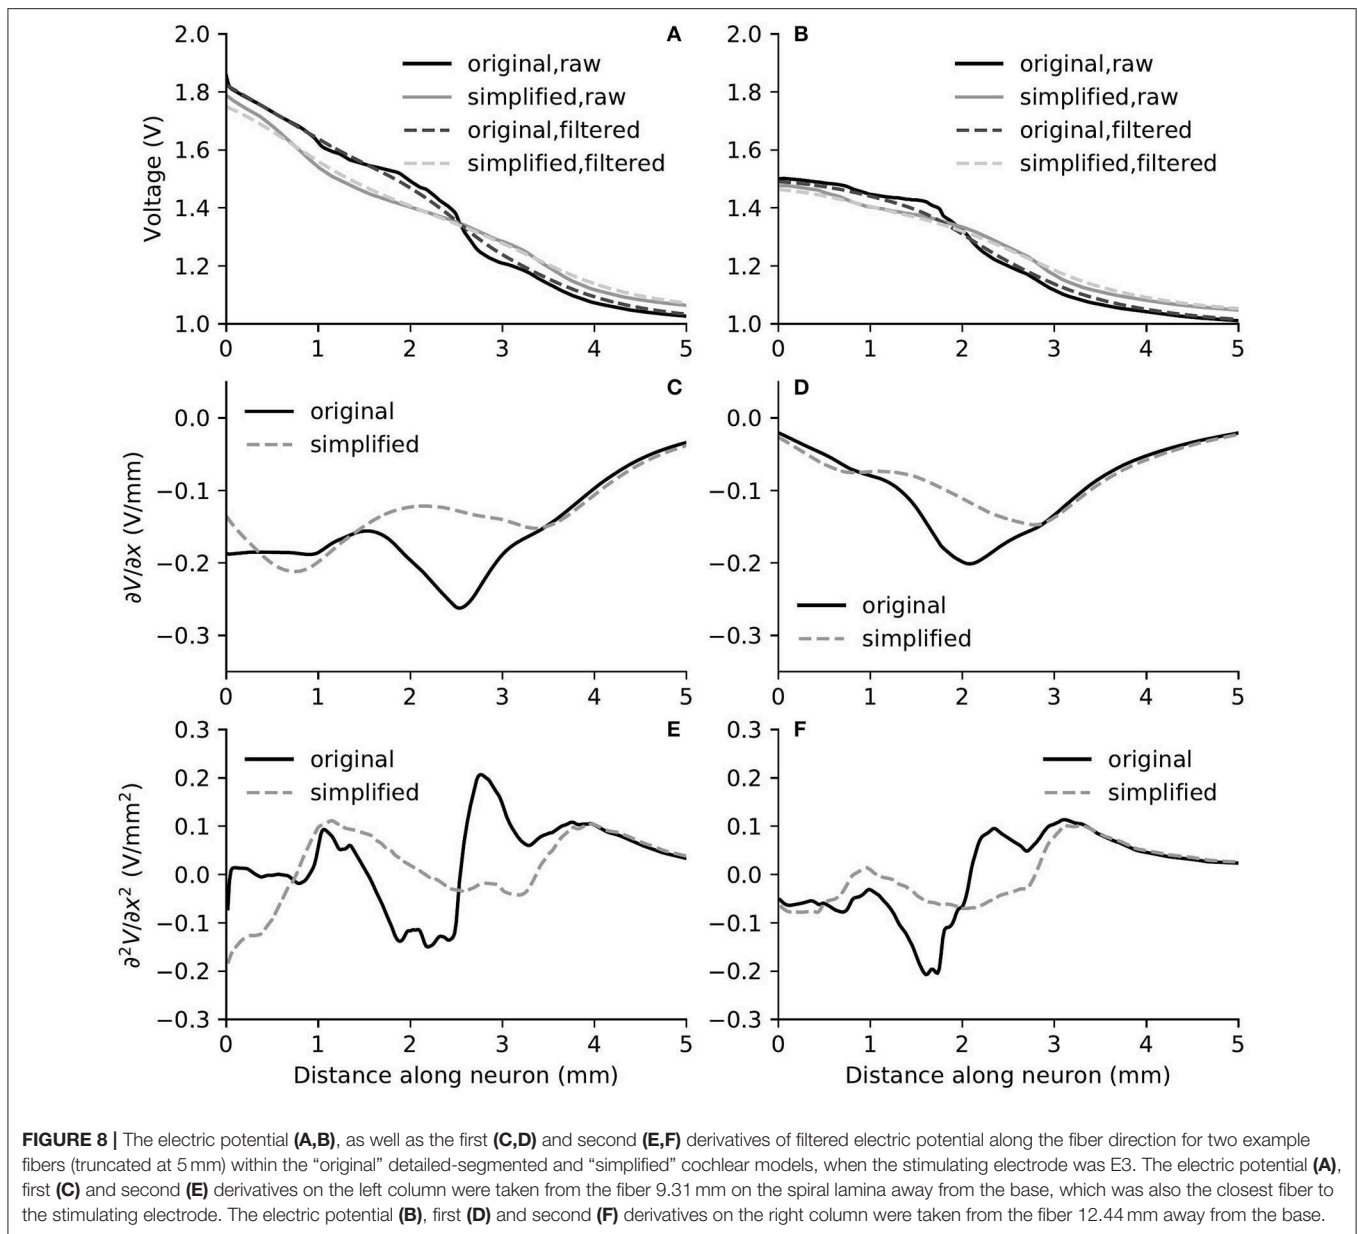 A
2.0
1.8
1.6
1.4
1.2
1.0
Voltage (V)
original,raw
simplified,raw
original,filtered
simplified,filtered
0 1 2 3 4 5
B
2.0
1.8
1.6
1.4
1.2
1.0
original,raw
simplified,raw
original,filtered
simplified,filtered
0 1 2 3 4 5
C
0.0
−0.1
−0.2
−0.3
∂V/∂x (V/mm)
original
simplified
0 1 2 3 4 5
D
0.0
−0.1
−0.2
−0.3
original
simplified
0 1 2 3 4 5
E
0.3
0.2
0.1
0.0
−0.1
−0.2
−0.3
∂²V/∂x² (V/mm²)
original
simplified
0 1 2 3 4 5
Distance along neuron (mm)
F
0.3
0.2
0.1
0.0
−0.1
−0.2
−0.3
original
simplified
0 1 2 3 4 5
Distance along neuron (mm)
FIGURE 8 | The electric potential (A,B), as well as the first (C,D) and second (E,F) derivatives of filtered electric potential along the fiber direction for two example
fibers (truncated at 5 mm) within the “original” detailed-segmented and “simplified” cochlear models, when the stimulating electrode was E3. The electric potential (A),
first (C) and second (E) derivatives on the left column were taken from the fiber 9.31 mm on the spiral lamina away from the base, which was also the closest fiber to
the stimulating electrode. The electric potential (B), first (D) and second (F) derivatives on the right column were taken from the fiber 12.44 mm away from the base.